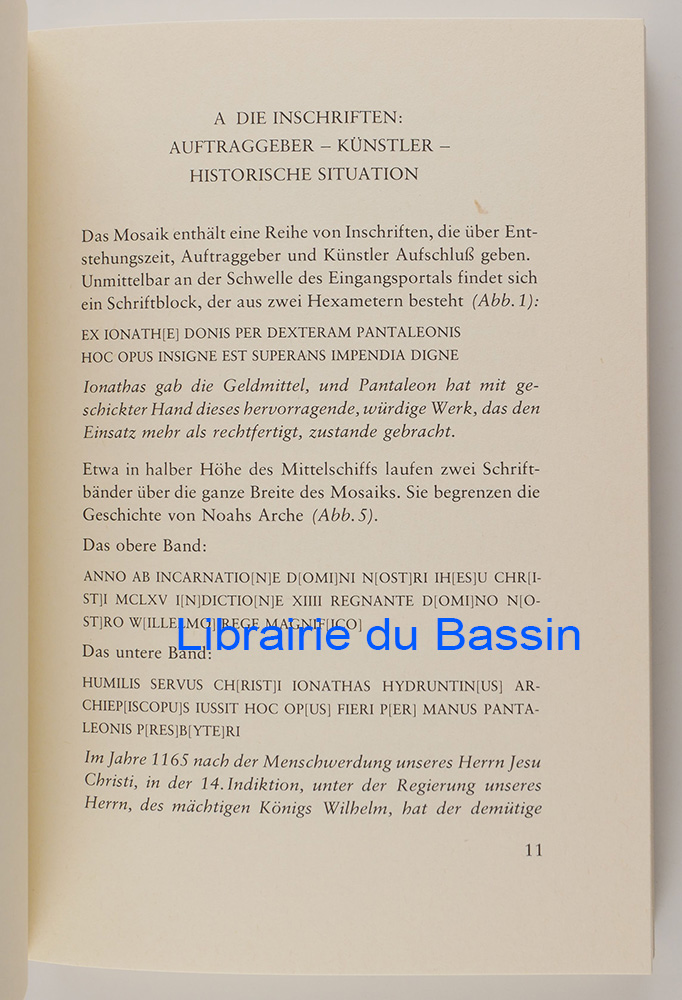 A DIE INSCHRIFTEN:
AUFTRAGGEBER – KÜNSTLER –
HISTORISCHE SITUATION
Das Mosaik enthält eine Reihe von Inschriften, die über Ent-
stehungszeit, Auftraggeber und Künstler Aufschluß geben.
Unmittelbar an der Schwelle des Eingangsportals findet sich
ein Schriftblock, der aus zwei Hexametern besteht (Abb. 1):
EX IONATH[E] DONIS PER DEXTERAM PANTALEONIS
HOC OPUS INSIGNE EST SUPERANS IMPENDIA DIGNE
Ionathas gab die Geldmittel, und Pantaleon hat mit ge-
schickter Hand dieses hervorragende, würdige Werk, das den
Einsatz mehr als rechtfertigt, zustande gebracht.
Etwa in halber Höhe des Mittelschiffs laufen zwei Schrift-
bänder über die ganze Breite des Mosaiks. Sie begrenzen die
Geschichte von Noahs Arche (Abb. 5).
Das obere Band:
ANNO AB INCARNATIO[N]E D[OMI]NI N[OST]RI IH[ES]U CHR[I-
ST]I MCLXV I[N]DICTIO[N]E XIIII REGNANTE D[OMI]NO N[O-
ST]RO W[ILLELMO] REGE MAGNIF[ICO]
Librairie du Bassin
Das untere Band:
HUMILIS SERVUS CH[RIST]I IONATHAS HYDRUNTIN[US] AR-
CHIEP[ISCOPU]S IUSSIT HOC OP[US] FIERI P[ER] MANUS PANTA-
LEONIS P[RES]B[YTE]RI
Im Jahre 1165 nach der Menschwerdung unseres Herrn Jesu
Christi, in der 14. Indiktion, unter der Regierung unseres
Herrn, des mächtigen Königs Wilhelm, hat der demütige
11